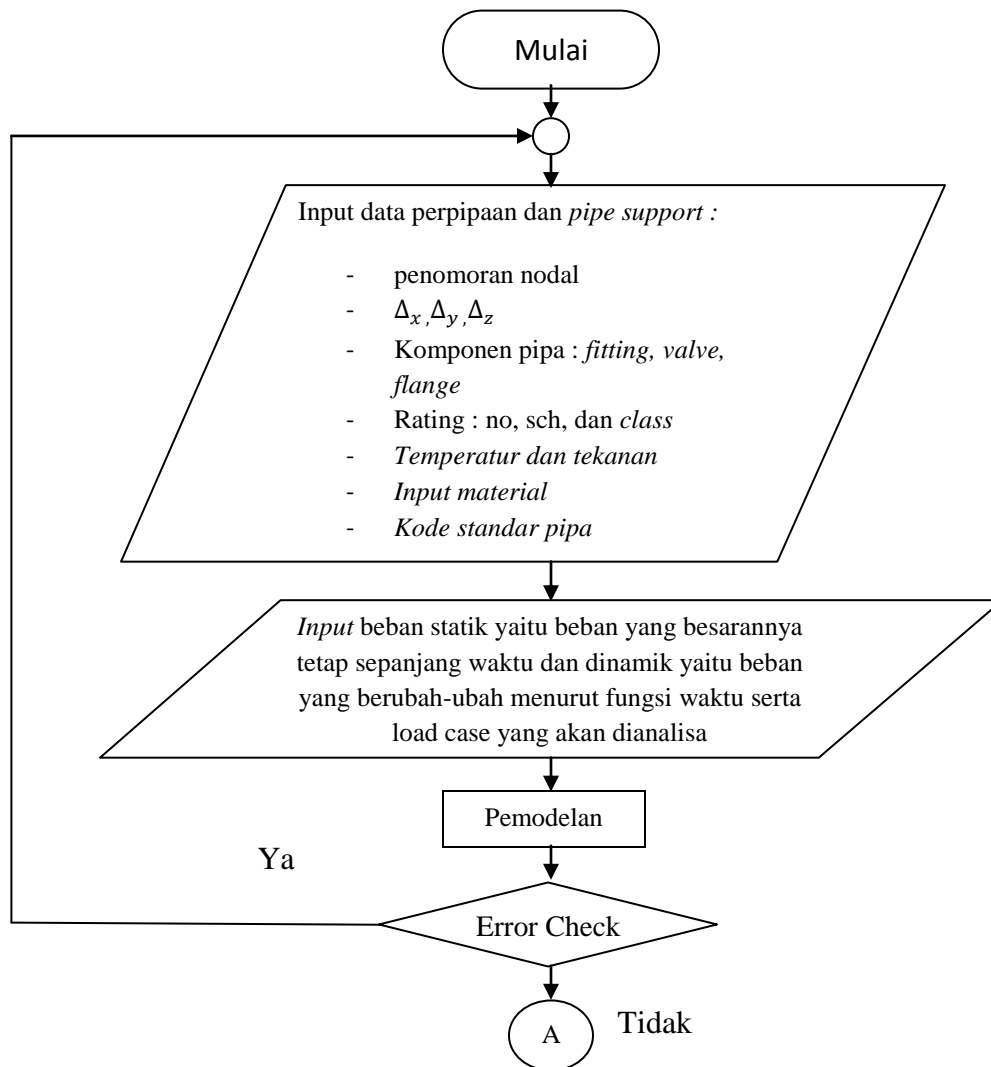 Mulai
Input data perpipaan dan pipe support :
- penomoran nodal
- Δx ,Δy ,Δz
- Komponen pipa : fitting, valve,
flange
- Rating : no, sch, dan class
- Temperatur dan tekanan
- Input material
- Kode standar pipa
Input beban statik yaitu beban yang besarannya
tetap sepanjang waktu dan dinamik yaitu beban
yang berubah-ubah menurut fungsi waktu serta
load case yang akan dianalisa
Pemodelan
Ya
Error Check
Tidak
A